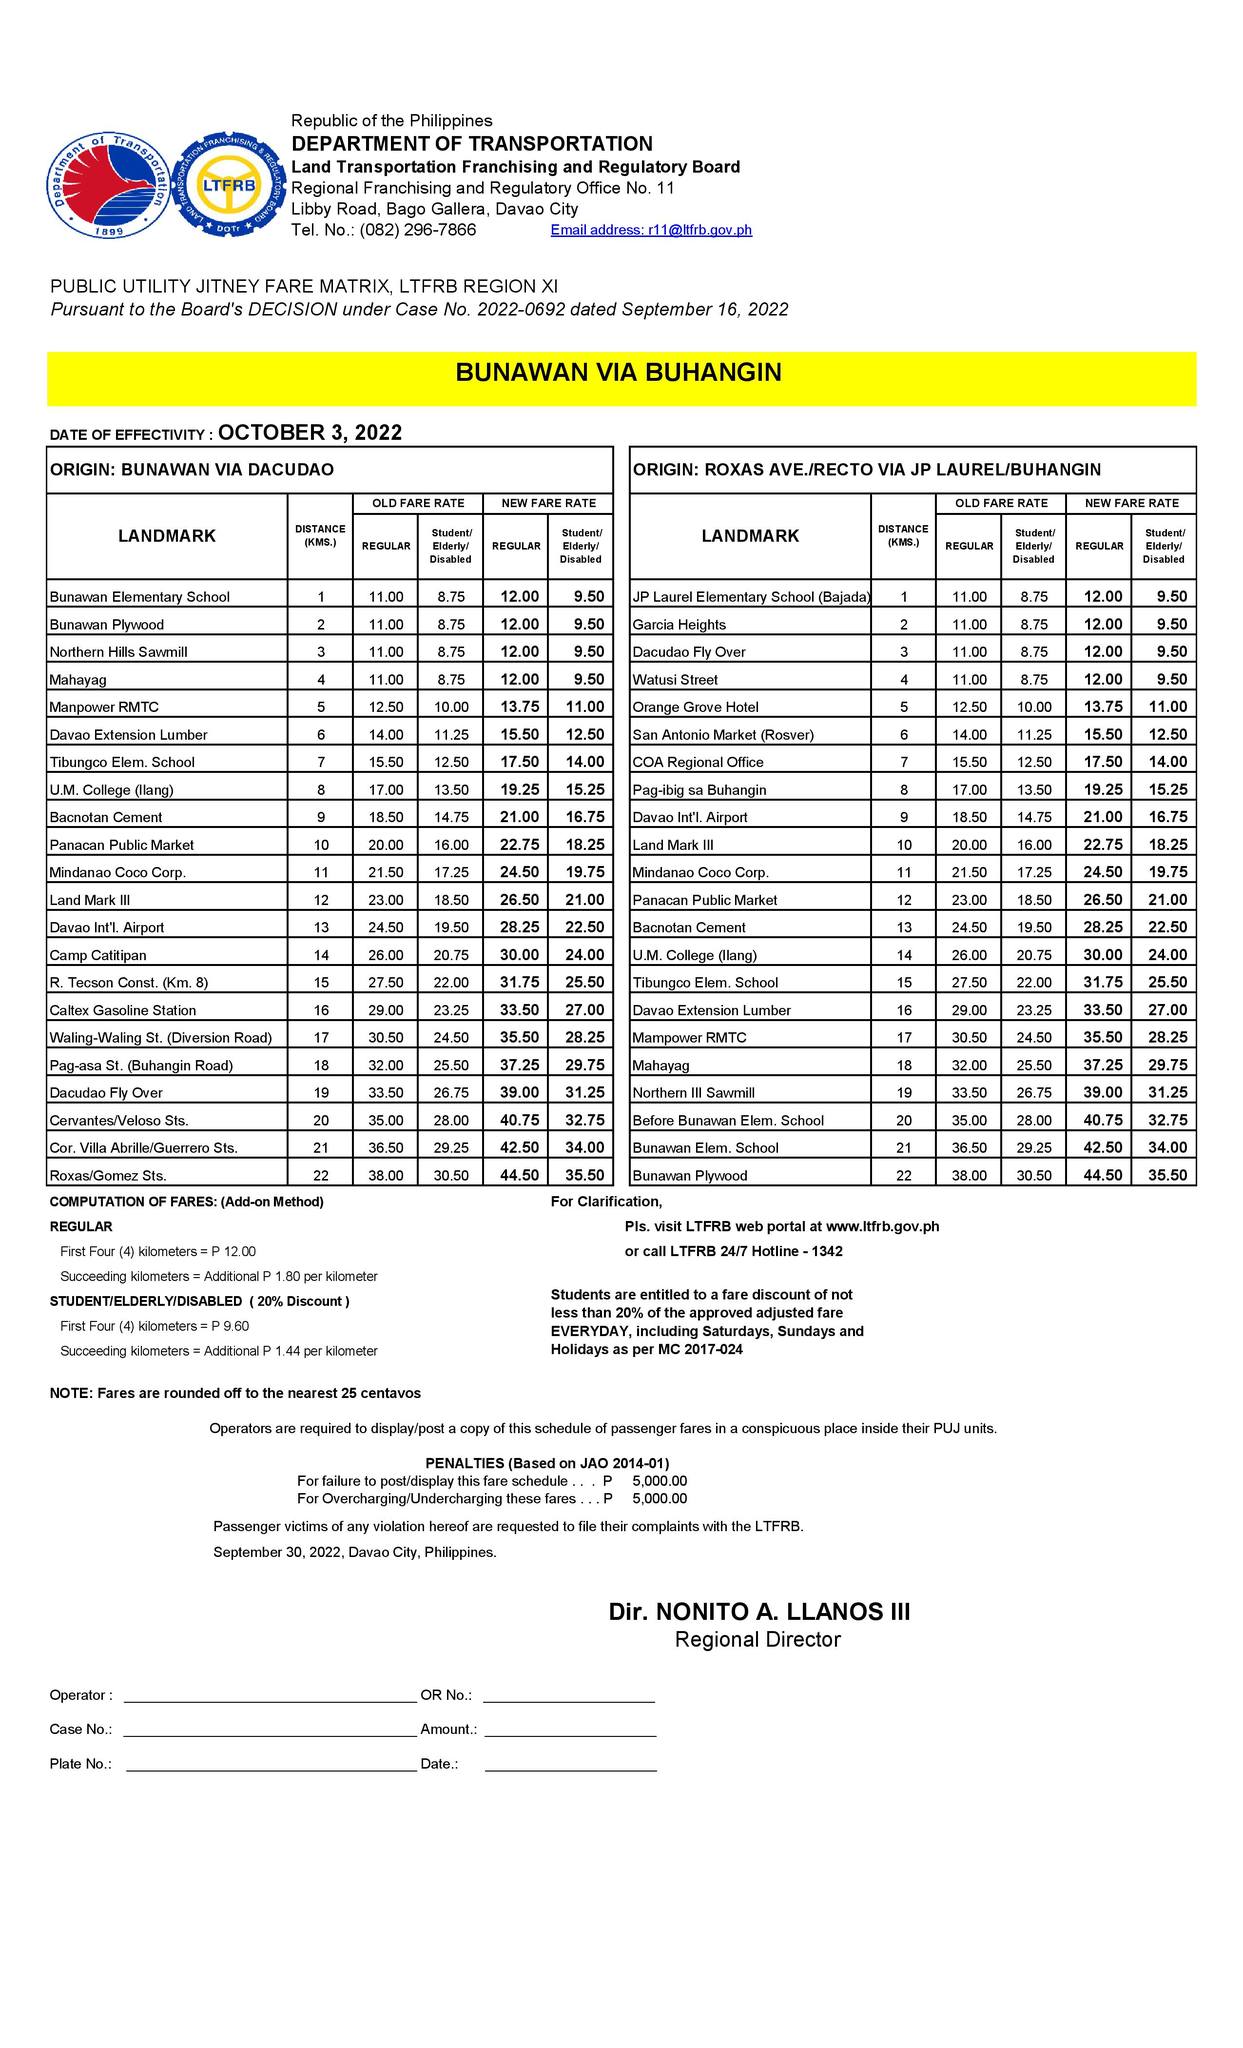 Republic of the Philippines
DEPARTMENT OF TRANSPORTATION
Land Transportation Franchising and Regulatory Board
Regional Franchising and Regulatory Office No. 11
Libby Road, Bago Gallera, Davao City
Tel. No.: (082) 296-7866 Email address: r11@ltfrb.gov.ph
Department of Transportation
1899
LAND TRANSPORTATION FRANCHISING & REGULATORY BOARD
LTFRB
DOTr
PUBLIC UTILITY JITNEY FARE MATRIX, LTFRB REGION XI
Pursuant to the Board's DECISION under Case No. 2022-0692 dated September 16, 2022
BUNAWAN VIA BUHANGIN
DATE OF EFFECTIVITY : OCTOBER 3, 2022
ORIGIN: BUNAWAN VIA DACUDAO
LANDMARK DISTANCE (KMS.) OLD FARE RATE NEW FARE RATE
REGULAR Student/ Elderly/ Disabled REGULAR Student/ Elderly/ Disabled
Bunawan Elementary School 1 11.00 8.75 12.00 9.50
Bunawan Plywood 2 11.00 8.75 12.00 9.50
Northern Hills Sawmill 3 11.00 8.75 12.00 9.50
Mahayag 4 11.00 8.75 12.00 9.50
Manpower RMTC 5 12.50 10.00 13.75 11.00
Davao Extension Lumber 6 14.00 11.25 15.50 12.50
Tibungco Elem. School 7 15.50 12.50 17.50 14.00
U.M. College (Ilang) 8 17.00 13.50 19.25 15.25
Bacnotan Cement 9 18.50 14.75 21.00 16.75
Panacan Public Market 10 20.00 16.00 22.75 18.25
Mindanao Coco Corp. 11 21.50 17.25 24.50 19.75
Land Mark III 12 23.00 18.50 26.50 21.00
Davao Int'l. Airport 13 24.50 19.50 28.25 22.50
Camp Catitipan 14 26.00 20.75 30.00 24.00
R. Tecson Const. (Km. 8) 15 27.50 22.00 31.75 25.50
Caltex Gasoline Station 16 29.00 23.25 33.50 27.00
Waling-Waling St. (Diversion Road) 17 30.50 24.50 35.50 28.25
Pag-asa St. (Buhangin Road) 18 32.00 25.50 37.25 29.75
Dacudao Fly Over 19 33.50 26.75 39.00 31.25
Cervantes/Veloso Sts. 20 35.00 28.00 40.75 32.75
Cor. Villa Abrille/Guerrero Sts. 21 36.50 29.25 42.50 34.00
Roxas/Gomez Sts. 22 38.00 30.50 44.50 35.50
ORIGIN: ROXAS AVE./RECTO VIA JP LAUREL/BUHANGIN
LANDMARK DISTANCE (KMS.) OLD FARE RATE NEW FARE RATE
REGULAR Student/ Elderly/ Disabled REGULAR Student/ Elderly/ Disabled
JP Laurel Elementary School (Bajada) 1 11.00 8.75 12.00 9.50
Garcia Heights 2 11.00 8.75 12.00 9.50
Dacudao Fly Over 3 11.00 8.75 12.00 9.50
Watusi Street 4 11.00 8.75 12.00 9.50
Orange Grove Hotel 5 12.50 10.00 13.75 11.00
San Antonio Market (Rosver) 6 14.00 11.25 15.50 12.50
COA Regional Office 7 15.50 12.50 17.50 14.00
Pag-ibig sa Buhangin 8 17.00 13.50 19.25 15.25
Davao Int'l. Airport 9 18.50 14.75 21.00 16.75
Land Mark III 10 20.00 16.00 22.75 18.25
Mindanao Coco Corp. 11 21.50 17.25 24.50 19.75
Panacan Public Market 12 23.00 18.50 26.50 21.00
Bacnotan Cement 13 24.50 19.50 28.25 22.50
U.M. College (Ilang) 14 26.00 20.75 30.00 24.00
Tibungco Elem. School 15 27.50 22.00 31.75 25.50
Davao Extension Lumber 16 29.00 23.25 33.50 27.00
Mampower RMTC 17 30.50 24.50 35.50 28.25
Mahayag 18 32.00 25.50 37.25 29.75
Northern III Sawmill 19 33.50 26.75 39.00 31.25
Before Bunawan Elem. School 20 35.00 28.00 40.75 32.75
Bunawan Elem. School 21 36.50 29.25 42.50 34.00
Bunawan Plywood 22 38.00 30.50 44.50 35.50
COMPUTATION OF FARES: (Add-on Method)
REGULAR
First Four (4) kilometers = P 12.00
Succeeding kilometers = Additional P 1.80 per kilometer
STUDENT/ELDERLY/DISABLED ( 20% Discount )
First Four (4) kilometers = P 9.60
Succeeding kilometers = Additional P 1.44 per kilometer
For Clarification,
Pls. visit LTFRB web portal at www.ltfrb.gov.ph
or call LTFRB 24/7 Hotline - 1342
Students are entitled to a fare discount of not
less than 20% of the approved adjusted fare
EVERYDAY, including Saturdays, Sundays and
Holidays as per MC 2017-024
NOTE: Fares are rounded off to the nearest 25 centavos
Operators are required to display/post a copy of this schedule of passenger fares in a conspicuous place inside their PUJ units.
PENALTIES (Based on JAO 2014-01)
For failure to post/display this fare schedule . . . P 5,000.00
For Overcharging/Undercharging these fares . . . P 5,000.00
Passenger victims of any violation hereof are requested to file their complaints with the LTFRB.
September 30, 2022, Davao City, Philippines.
Dir. NONITO A. LLANOS III
Regional Director
Operator : OR No.:
Case No.: Amount.:
Plate No.: Date.: